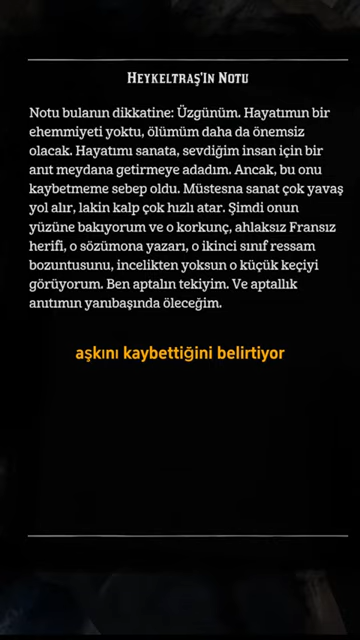 Heykeltraş'ın Notu
Notu bulanın dikkatine: Üzgünüm. Hayatımın bir
ehemmiyeti yoktu, ölümüm daha da önemsiz
olacak. Hayatımı sanata, sevdiğim insan için bir
anıt meydana getirmeye adadım. Ancak, bu onu
kaybetmeme sebep oldu. Müstesna sanat çok yavaş
yol alır, lakin kalp çok hızlı atar. Şimdi onun
yüzüne bakıyorum ve o korkunç, ahlaksız Fransız
herifi, o sözümona yazarı, o ikinci sınıf ressam
bozuntusunu, incelikten yoksun o küçük keçiyi
görüyorum. Ben aptalın tekiyim. Ve aptallık
anıtımın yanıbaşında öleceğim.
aşkını kaybettiğini belirtiyor